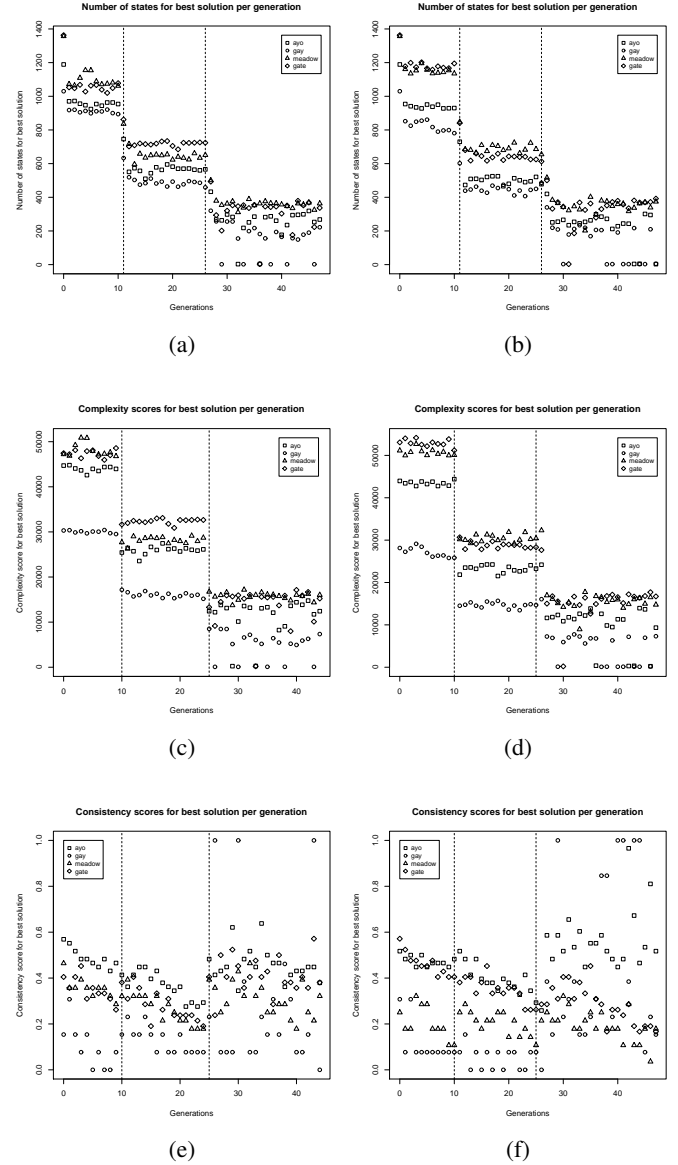 Number of states for best solution per generation
Number of states for best solution
0 200 400 600 800 1000 1200 1400
ayo
gay
meadow
gate
0 10 20 30 40
Generations
(a)
Number of states for best solution per generation
Number of states for best solution
0 200 400 600 800 1000 1200 1400
ayo
gay
meadow
gate
0 10 20 30 40
Generations
(b)
Complexity scores for best solution per generation
Complexity score for best solution
0 10000 20000 30000 40000 50000
ayo
gay
meadow
gate
0 10 20 30 40
Generations
(c)
Complexity scores for best solution per generation
Complexity score for best solution
0 10000 20000 30000 40000 50000
ayo
gay
meadow
gate
0 10 20 30 40
Generations
(d)
Consistency scores for best solution per generation
Consistency score for best solution
0.0 0.2 0.4 0.6 0.8 1.0
ayo
gay
meadow
gate
0 10 20 30 40
Generations
(e)
Consistency scores for best solution per generation
Consistency score for best solution
0.0 0.2 0.4 0.6 0.8 1.0
ayo
gay
meadow
gate
0 10 20 30 40
Generations
(f)